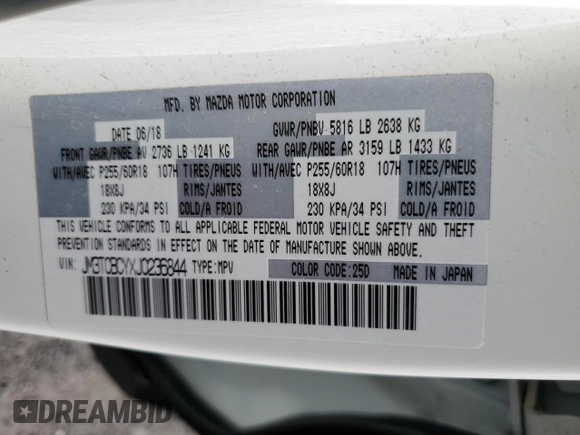 MFD. BY MAZDA MOTOR CORPORATION
DATE 06/18 GVWR/PNBV 5816 LB 2638 KG
FRONT GAWR/PNBE AV 2736 LB 1241 KG REAR GAWR/PNBE AR 3159 LB 1433 KG
WITH/AVEC P255/60R18 107H TIRES/PNEUS WITH/AVEC P255/60R18 107H TIRES/PNEUS
18X8J RIMS/JANTES 18X8J RIMS/JANTES
230 KPA/34 PSI COLD/A FROID 230 KPA/34 PSI COLD/A FROID
THIS VEHICLE CONFORMS TO ALL APPLICABLE FEDERAL MOTOR VEHICLE SAFETY AND THEFT
PREVENTION STANDARDS IN EFFECT ON THE DATE OF MANUFACTURE SHOWN ABOVE.
VIN: JM3TCBCYXJ0236844 TYPE: MPV COLOR CODE: 25D MADE IN JAPAN
DREAMBID